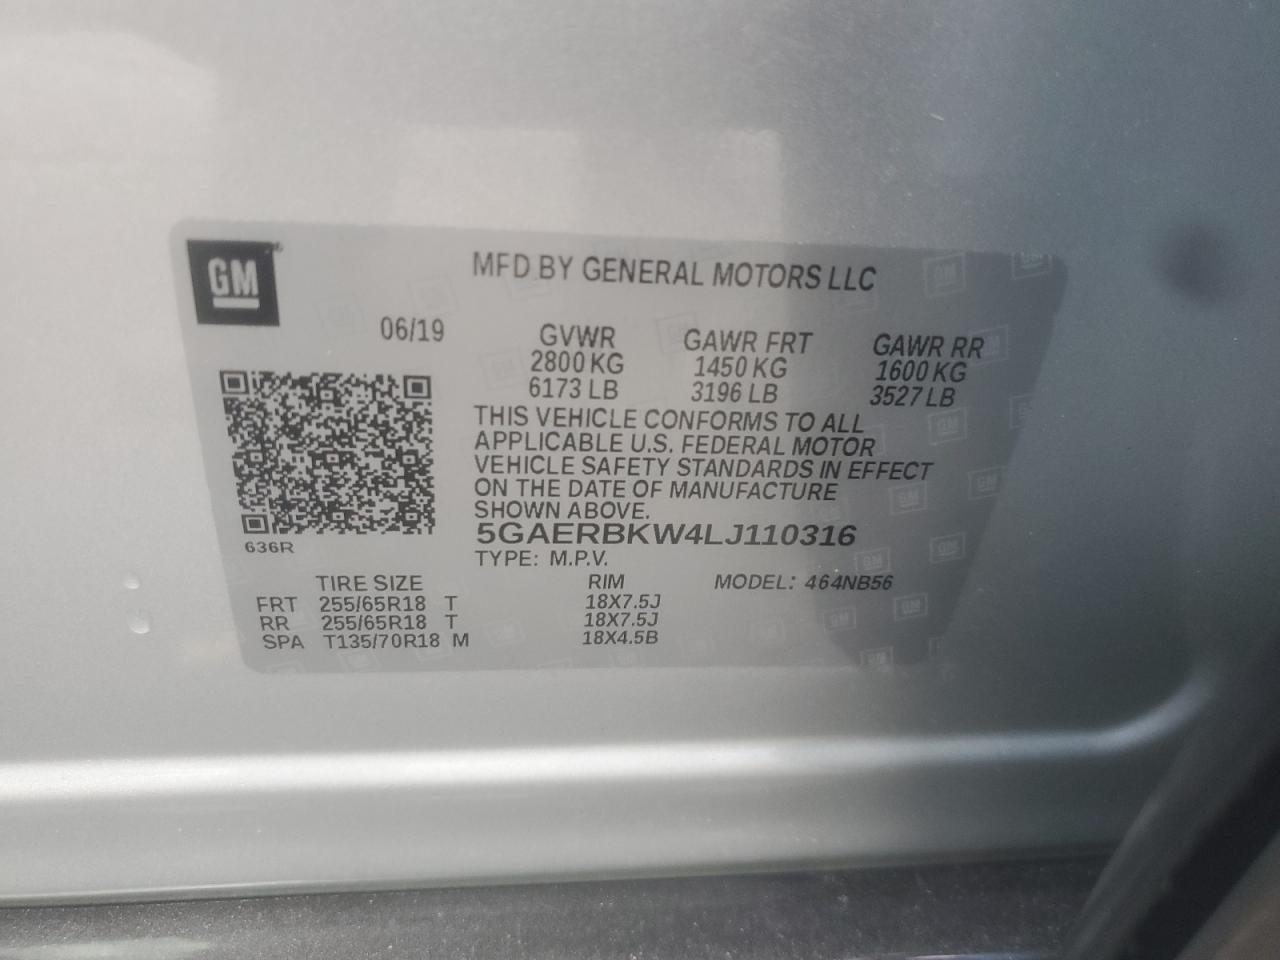 GM
MFD BY GENERAL MOTORS LLC
06/19 GVWR GAWR FRT GAWR RR
2800 KG 1450 KG 1600 KG
6173 LB 3196 LB 3527 LB
THIS VEHICLE CONFORMS TO ALL
APPLICABLE U.S. FEDERAL MOTOR
VEHICLE SAFETY STANDARDS IN EFFECT
ON THE DATE OF MANUFACTURE
SHOWN ABOVE.
5GAERBKW4LJ110316
636R
TYPE: M.P.V.
TIRE SIZE RIM MODEL: 464NB56
FRT 255/65R18 T 18X7.5J
RR 255/65R18 T 18X7.5J
SPA T135/70R18 M 18X4.5B